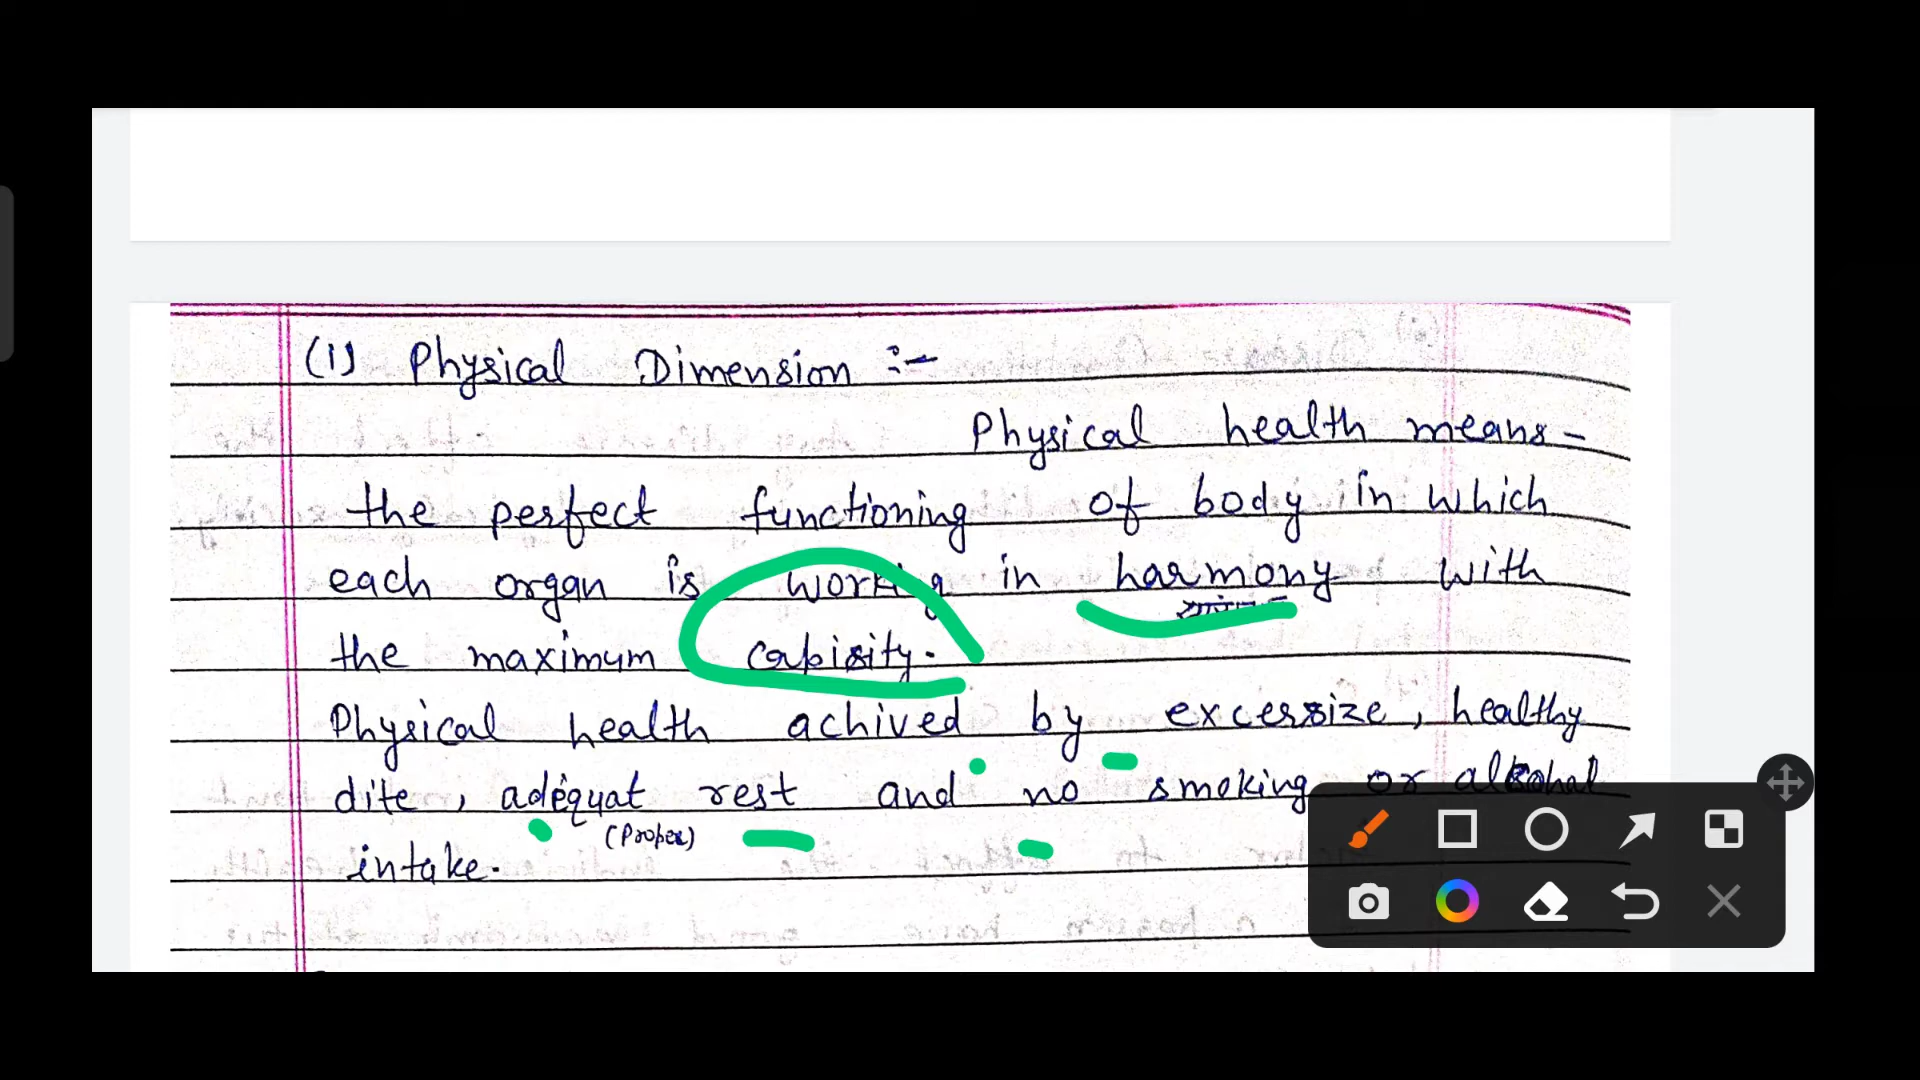 (1) Physical Dimension :-
Physical health means -
the perfect functioning of body in which
each organ is working in harmony with
the maximum capisity.
Physical health achived by excersize, healthy
dite, adequat rest and no smoking or
(Proper)
intake.